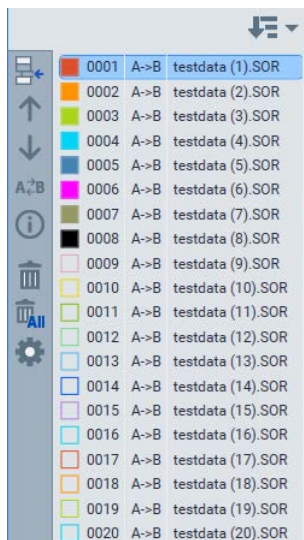 0001 A->B testdata (1).SOR
0002 A->B testdata (2).SOR
0003 A->B testdata (3).SOR
0004 A->B testdata (4).SOR
0005 A->B testdata (5).SOR
0006 A->B testdata (6).SOR
0007 A->B testdata (7).SOR
0008 A->B testdata (8).SOR
0009 A->B testdata (9).SOR
0010 A->B testdata (10).SOR
0011 A->B testdata (11).SOR
0012 A->B testdata (12).SOR
0013 A->B testdata (13).SOR
0014 A->B testdata (14).SOR
0015 A->B testdata (15).SOR
0016 A->B testdata (16).SOR
0017 A->B testdata (17).SOR
0018 A->B testdata (18).SOR
0019 A->B testdata (19).SOR
0020 A->B testdata (20).SOR
A B
All